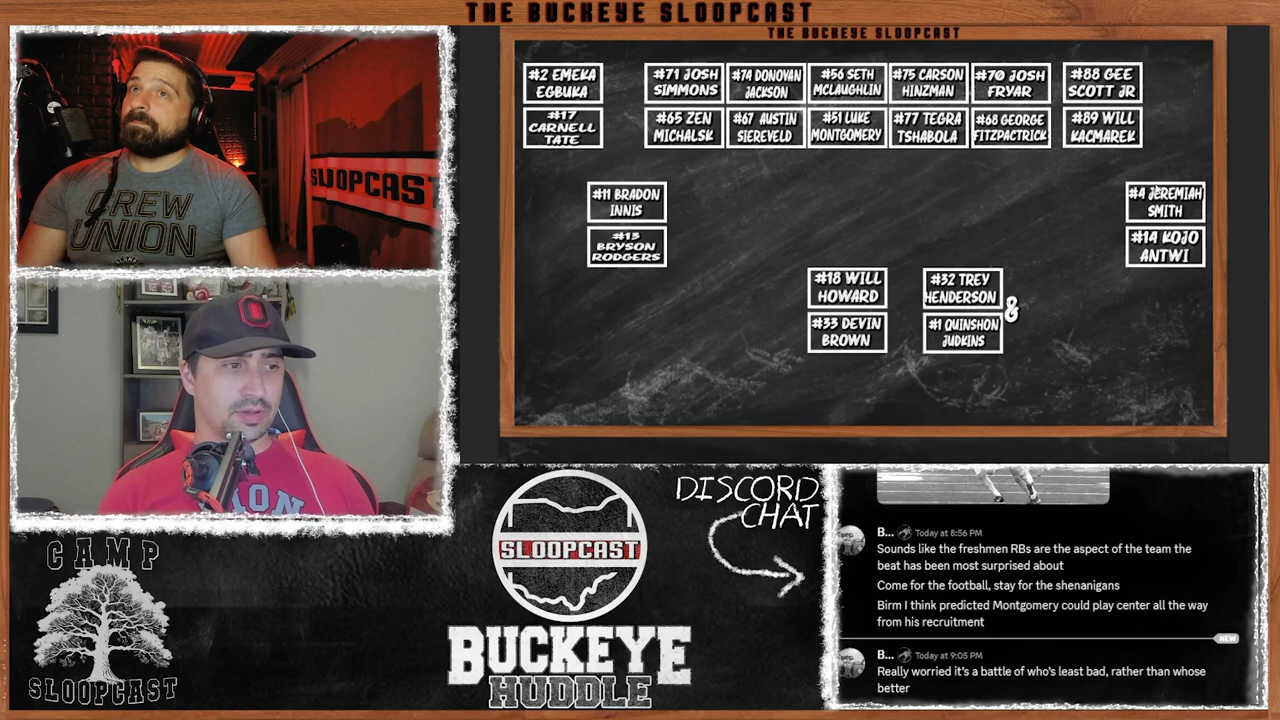 THE BUCKEYE SLOOPCAST
THE BUCKEYE SLOOPCAST
CREW
UNION
SLOOPCAST
#2 EMEKA
EGBUKA
#17
CARNELL
TATE
#71 JOSH
SIMMONS
#65 ZEN
MICHALSK
#74 DONOVAN
JACKSON
#67 AUSTIN
SIEREVELD
#56 SETH
MCLAUGHLIN
#51 LUKE
MONTGOMERY
#75 CARSON
HINZMAN
#77 TEGRA
TSHABOLA
#70 JOSH
FRYAR
#68 GEORGE
FITZPACTRICK
#88 GEE
SCOTT JR
#89 WILL
KACMAREK
#11 BRADON
INNIS
#13
BRYSON
RODGERS
#4 JEREMIAH
SMITH
#14 KOJO
ANTWI
#18 WILL
HOWARD
#33 DEVIN
BROWN
#32 TREY
HENDERSON
&
#1 QUINSHON
JUDKINS
CAMP
SLOOPCAST
SLOOPCAST
BUCKEYE
HUDDLE
DISCORD
CHAT
B... Today at 8:56 PM
Sounds like the freshmen RBs are the aspect of the team the
beat has been most surprised about
Come for the football, stay for the shenanigans
Birm I think predicted Montgomery could play center all the way
from his recruitment
NEW
B... Today at 9:05 PM
Really worried it's a battle of who's least bad, rather than whose
better